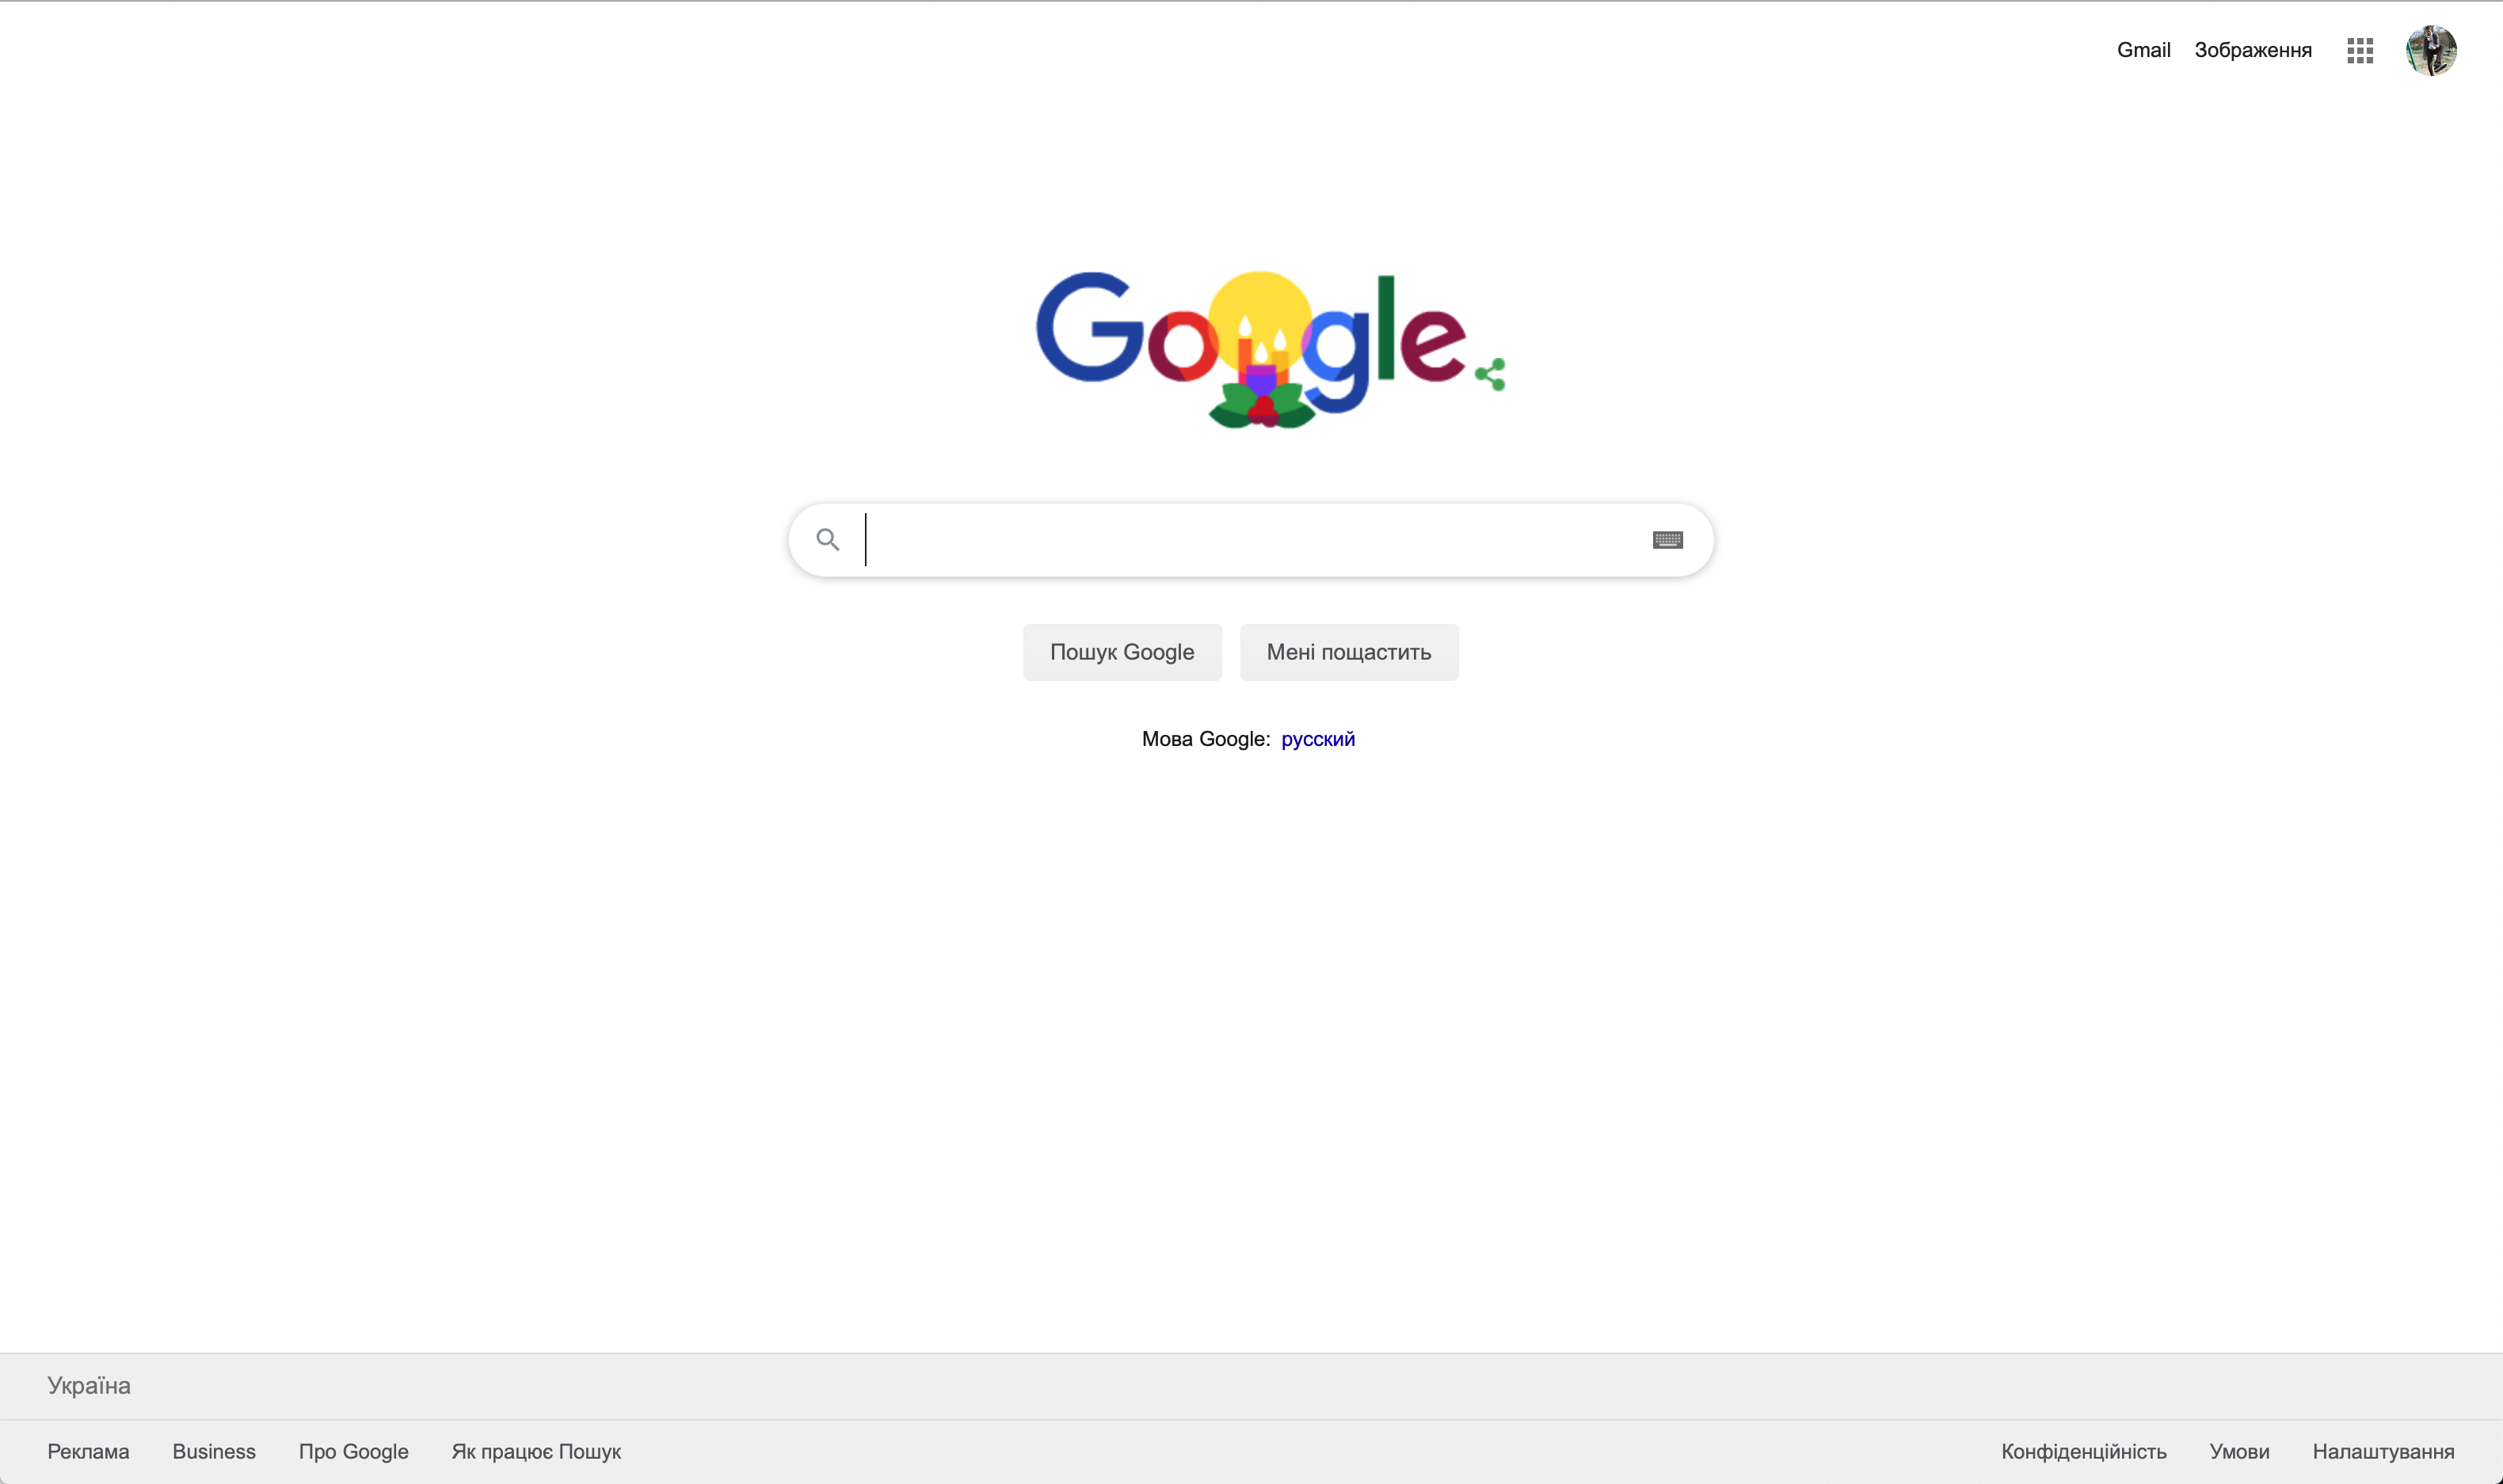 Gmail Зображення
Google
Пошук Google Мені пощастить
Мова Google: русский
Україна
Реклама Business Про Google Як працює Пошук Конфіденційність Умови Налаштування